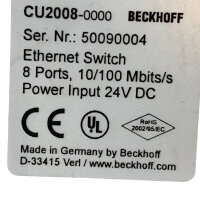 CU2008-0000 BECKHOFF
Ser. Nr.: 50090004
Ethernet Switch
8 Ports, 10/100 Mbits/s
Power Input 24V DC
CE UL RoHS
2002/95/EC
Made in Germany by Beckhoff
D-33415 Verl / www.beckhoff.de